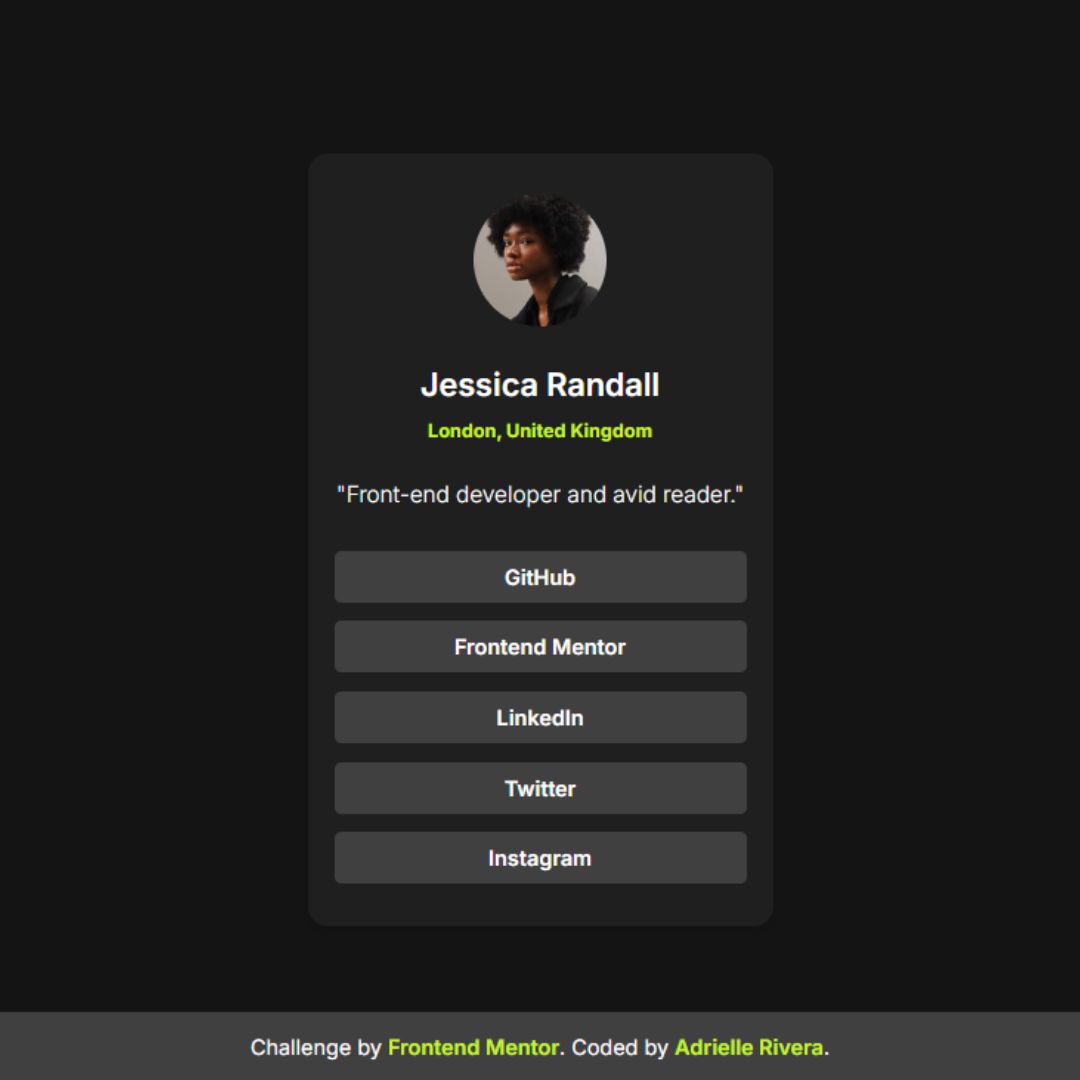 Jessica Randall
London, United Kingdom
"Front-end developer and avid reader."
GitHub
Frontend Mentor
LinkedIn
Twitter
Instagram
Challenge by Frontend Mentor. Coded by Adrielle Rivera.